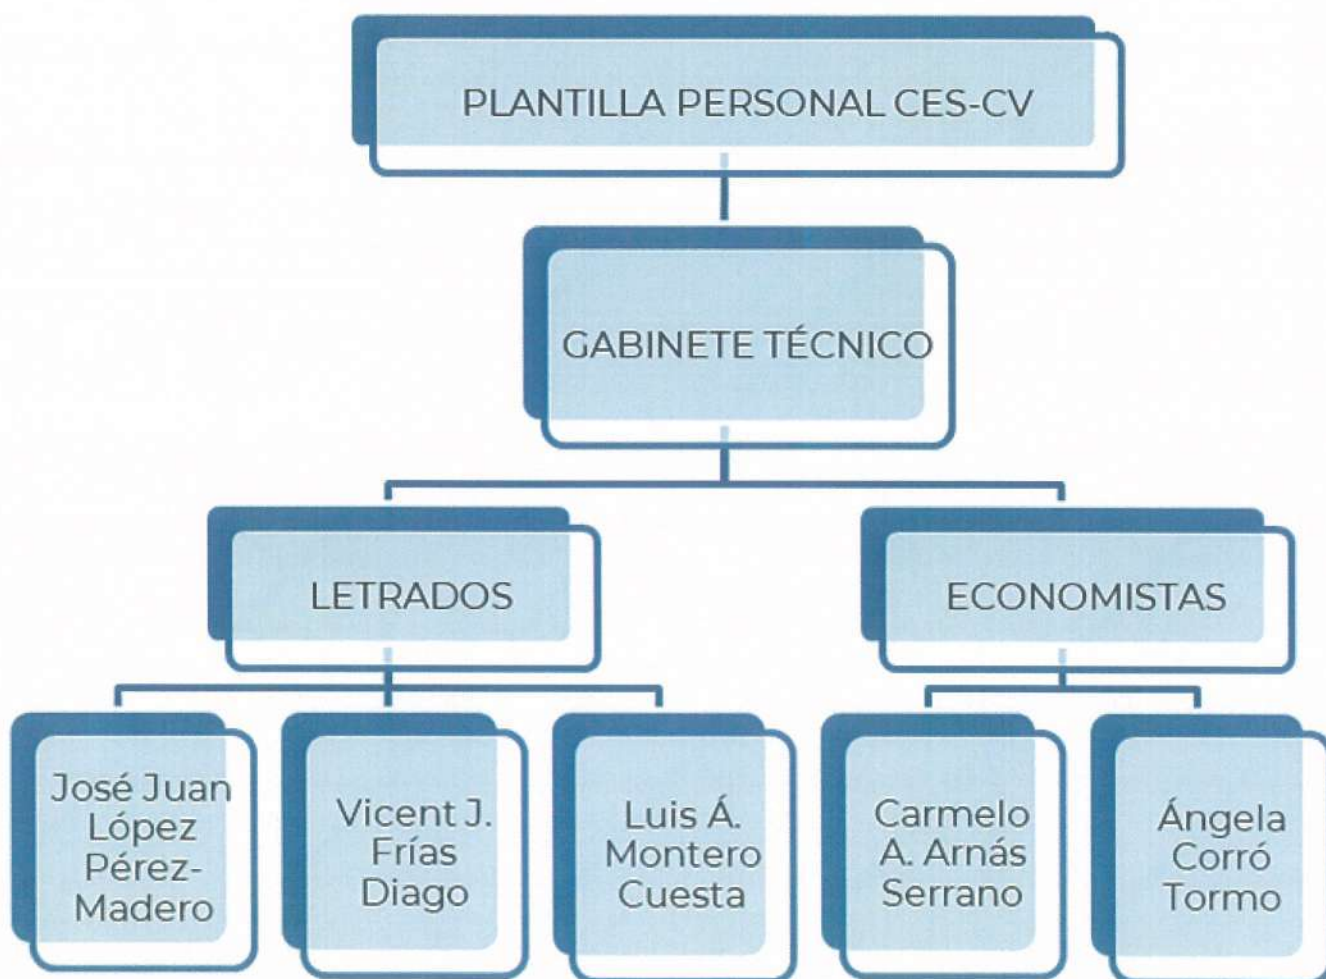 PLANTILLA PERSONAL CES-CV
GABINETE TÉCNICO
LETRADOS
ECONOMISTAS
José Juan
López
Pérez-
Madero
Vicent J.
Frías
Diago
Luis Á.
Montero
Cuesta
Carmelo
A. Arnás
Serrano
Ángela
Corró
Tormo